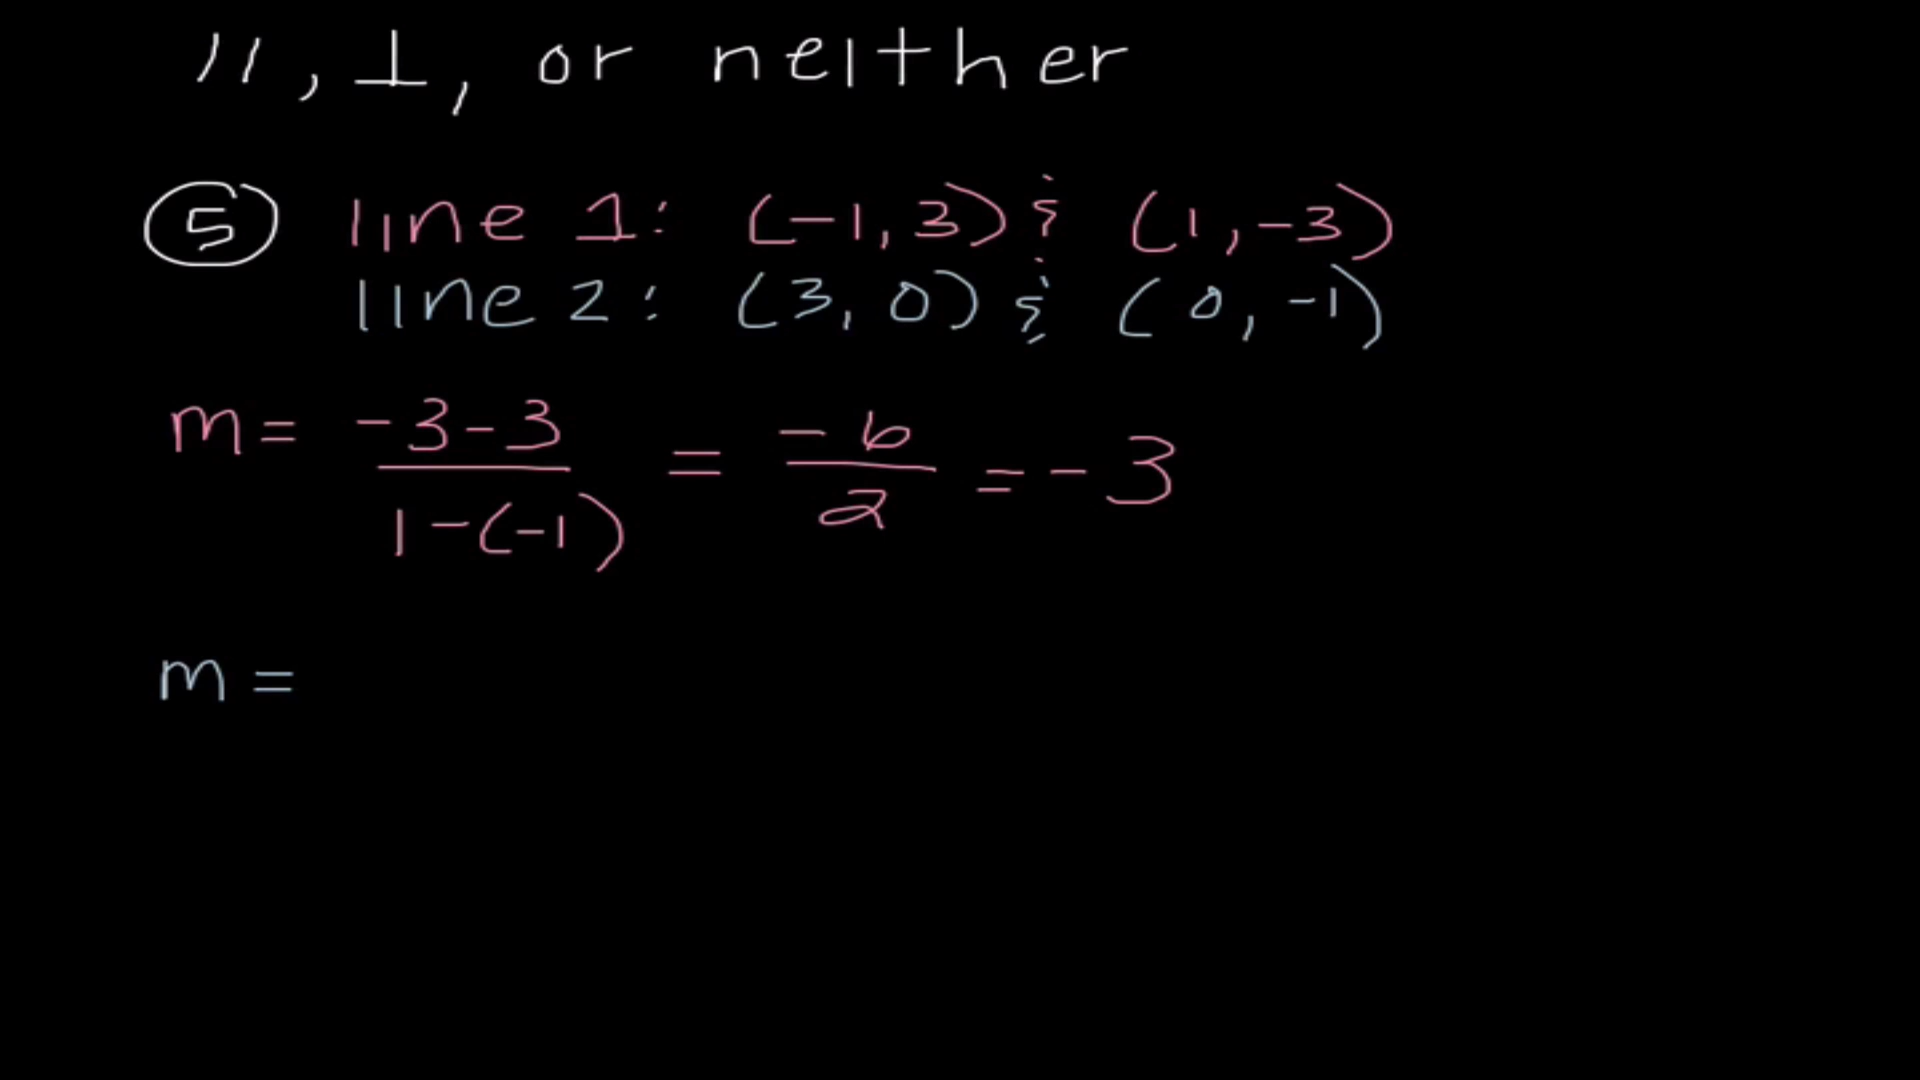 //, ⊥, or neither
⑤ line 1: (-1, 3) & (1, -3)
line 2: (3, 0) & (0, -1)
m = -3-3 / 1-(-1) = -6 / 2 = -3
m =